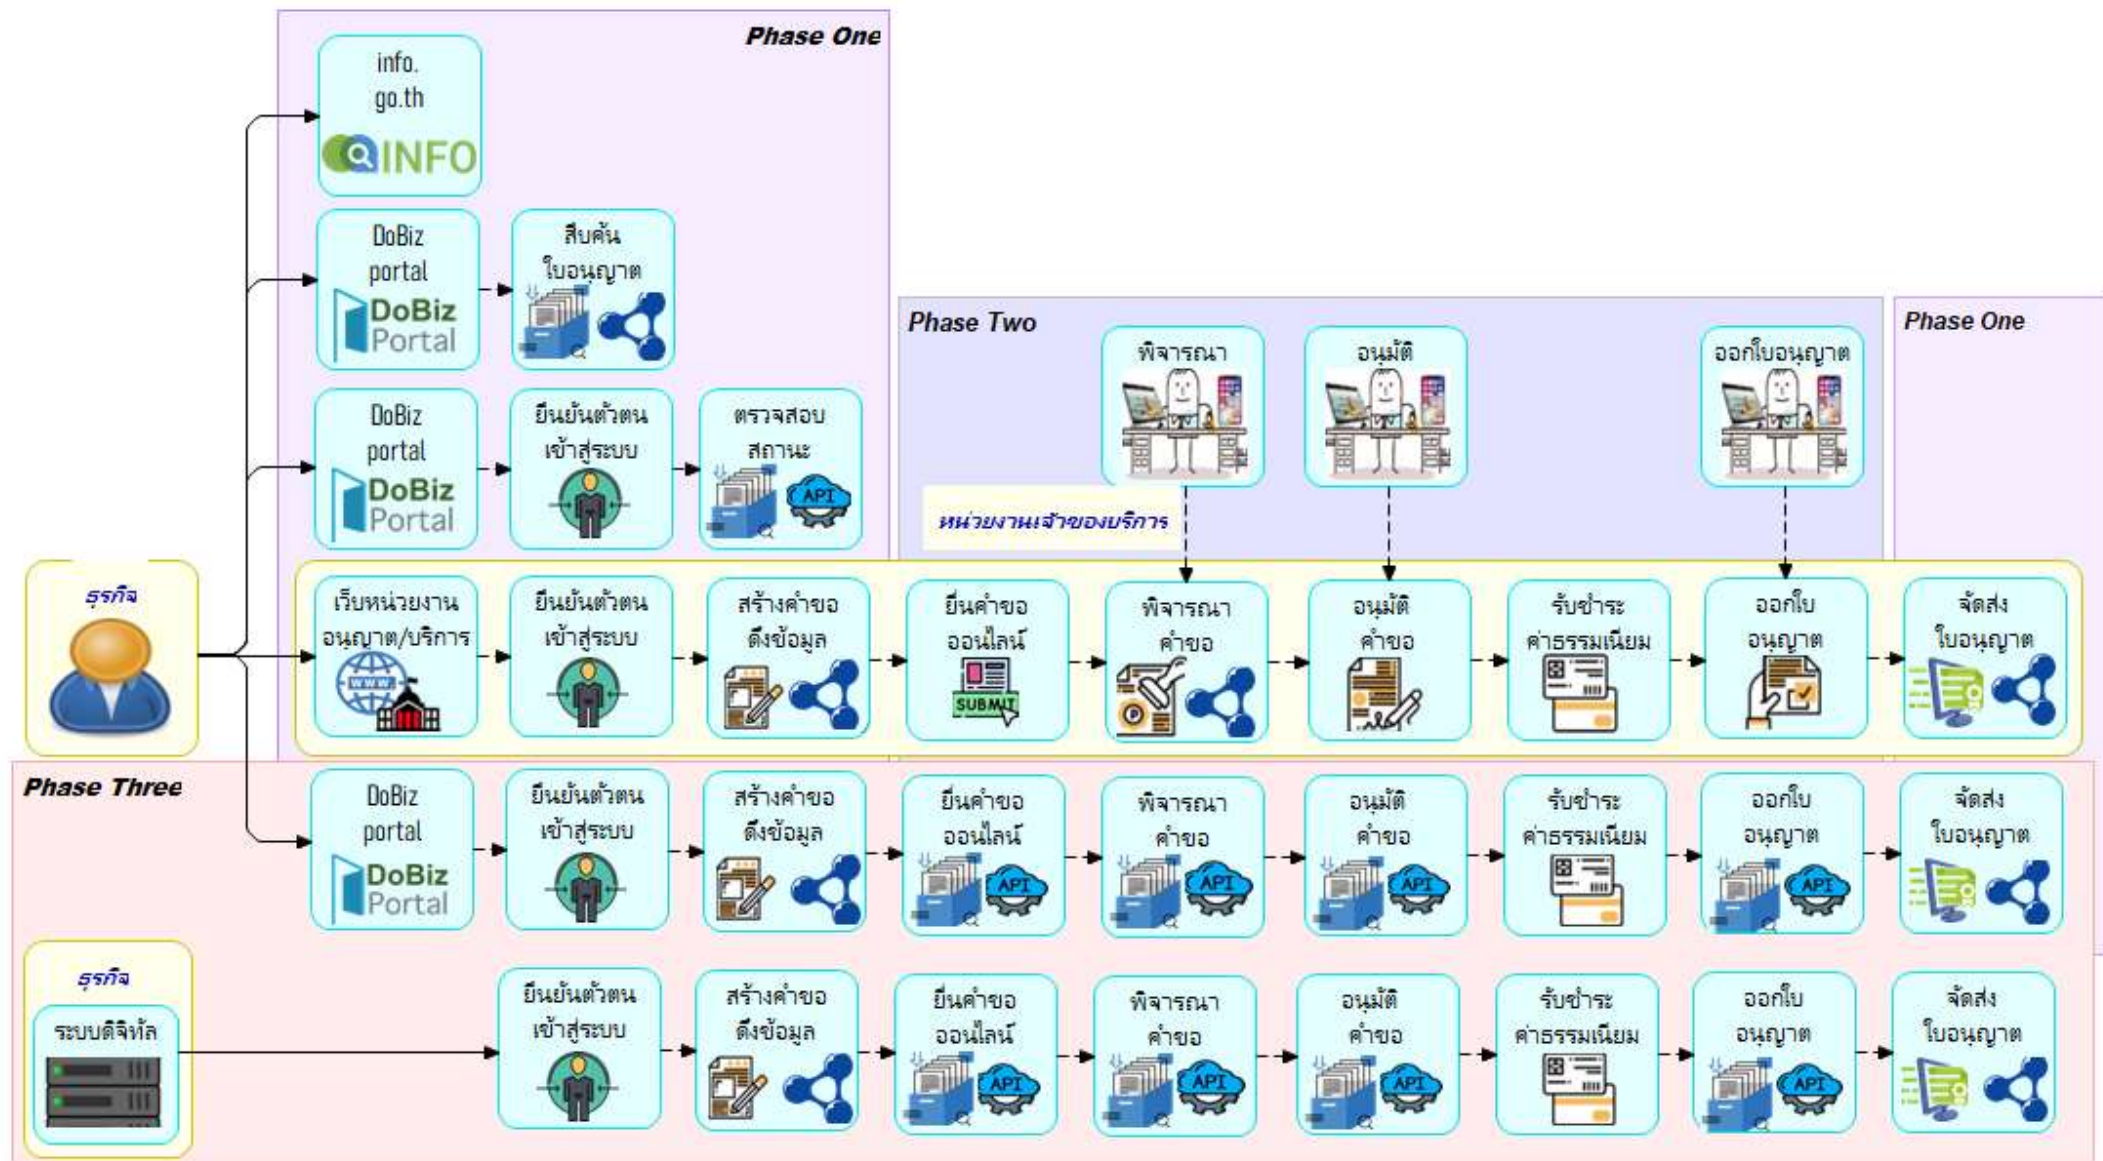 Phase One
info.
go.th
INFO
DoBiz
portal
DoBiz
Portal
สืบค้น
ใบอนุญาต
Phase Two
พิจารณา
อนุมัติ
ออกใบอนุญาต
Phase One
DoBiz
portal
DoBiz
Portal
ยืนยันตัวตน
เข้าสู่ระบบ
ตรวจสอบ
สถานะ
API
หน่วยงานเจ้าของบริการ
ธุรกิจ
เว็บหน่วยงาน
อนุญาต/บริการ
WWW.
ยืนยันตัวตน
เข้าสู่ระบบ
สร้างคำขอ
ดึงข้อมูล
ยื่นคำขอ
ออนไลน์
SUBMIT
พิจารณา
คำขอ
P
อนุมัติ
คำขอ
รับชำระ
ค่าธรรมเนียม
ออกใบ
อนุญาต
จัดส่ง
ใบอนุญาต
Phase Three
DoBiz
portal
DoBiz
Portal
ยืนยันตัวตน
เข้าสู่ระบบ
สร้างคำขอ
ดึงข้อมูล
ยื่นคำขอ
ออนไลน์
API
พิจารณา
คำขอ
API
อนุมัติ
คำขอ
API
รับชำระ
ค่าธรรมเนียม
ออกใบ
อนุญาต
API
จัดส่ง
ใบอนุญาต
ธุรกิจ
ระบบดิจิทัล
ยืนยันตัวตน
เข้าสู่ระบบ
สร้างคำขอ
ดึงข้อมูล
ยื่นคำขอ
ออนไลน์
API
พิจารณา
คำขอ
API
อนุมัติ
คำขอ
API
รับชำระ
ค่าธรรมเนียม
ออกใบ
อนุญาต
API
จัดส่ง
ใบอนุญาต